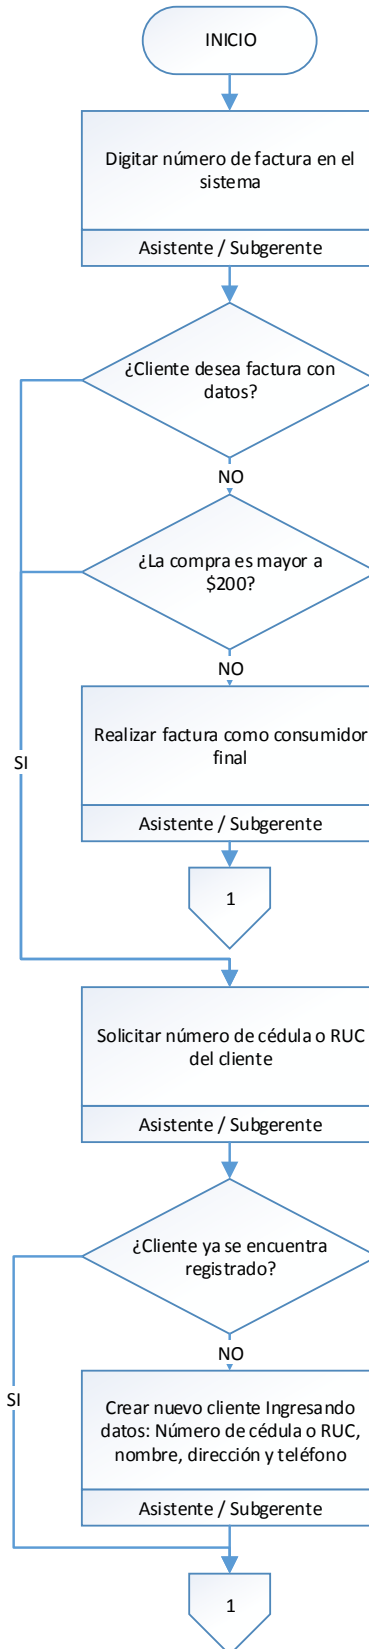 INICIO
Digitar número de factura en el
sistema
Asistente / Subgerente
¿Cliente desea factura con
datos?
NO
¿La compra es mayor a
$200?
NO
Realizar factura como consumidor
final
SI
Asistente / Subgerente
1
Solicitar número de cédula o RUC
del cliente
Asistente / Subgerente
¿Cliente ya se encuentra
registrado?
NO
SI
Crear nuevo cliente Ingresando
datos: Número de cédula o RUC,
nombre, dirección y teléfono
Asistente / Subgerente
1